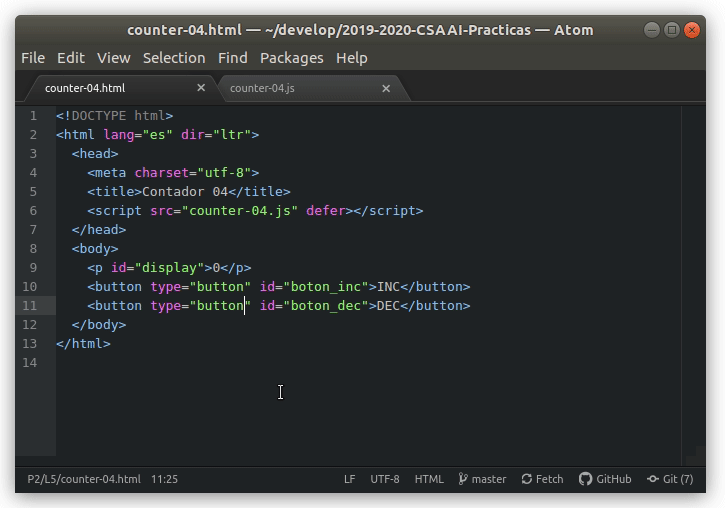 counter-04.html — ~/develop/2019-2020-CSAAI-Practicas — Atom
File Edit View Selection Find Packages Help
counter-04.html counter-04.js
1 <!DOCTYPE html>
2 <html lang="es" dir="ltr">
3 <head>
4 <meta charset="utf-8">
5 <title>Contador 04</title>
6 <script src="counter-04.js" defer></script>
7 </head>
8 <body>
9 <p id="display">0</p>
10 <button type="button" id="boton_inc">INC</button>
11 <button type="button" id="boton_dec">DEC</button>
12 </body>
13 </html>
14
P2/L5/counter-04.html 11:25 LF UTF-8 HTML master Fetch GitHub Git (7)